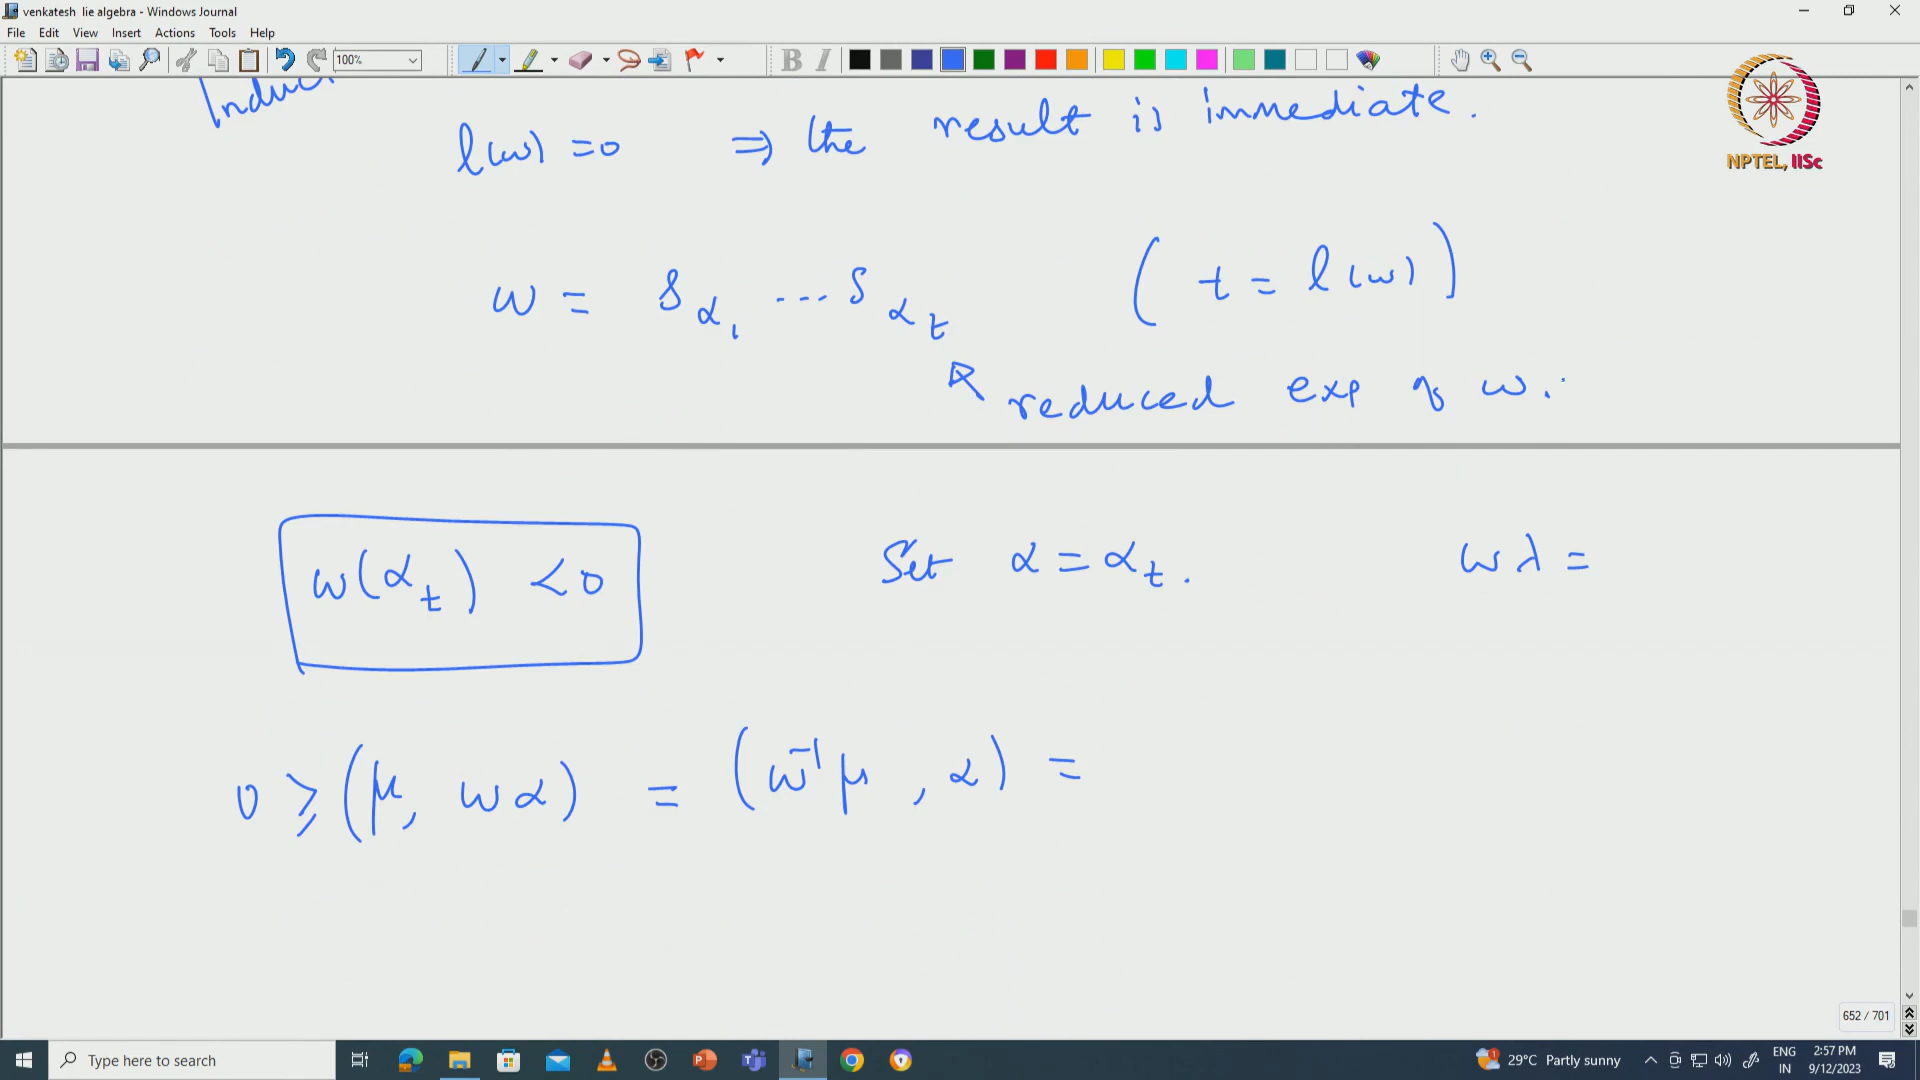 venkatesh lie algebra - Windows Journal
File Edit View Insert Actions Tools Help
100%
B I
NPTEL, IISc
l(w) = 0 ⇒ the result is immediate.
w = s_{α_1} ... s_{α_t} ( t = l(w) )
reduced exp of w.
w(α_t) < 0 Set α = α_t. wλ =
0 ≥ (μ, wα) = (w^{-1}μ, α) =
652 / 701
Type here to search
29°C Partly sunny
ENG
IN
2:57 PM
9/12/2023